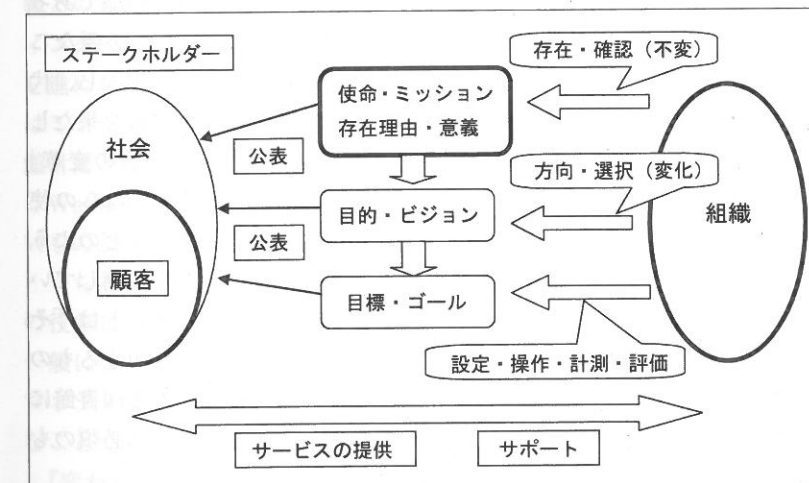 ステークホルダー
存在・確認（不変）
使命・ミッション
存在理由・意義
社会
公表
方向・選択（変化）
目的・ビジョン
組織
公表
顧客
目標・ゴール
設定・操作・計測・評価
サービスの提供
サポート